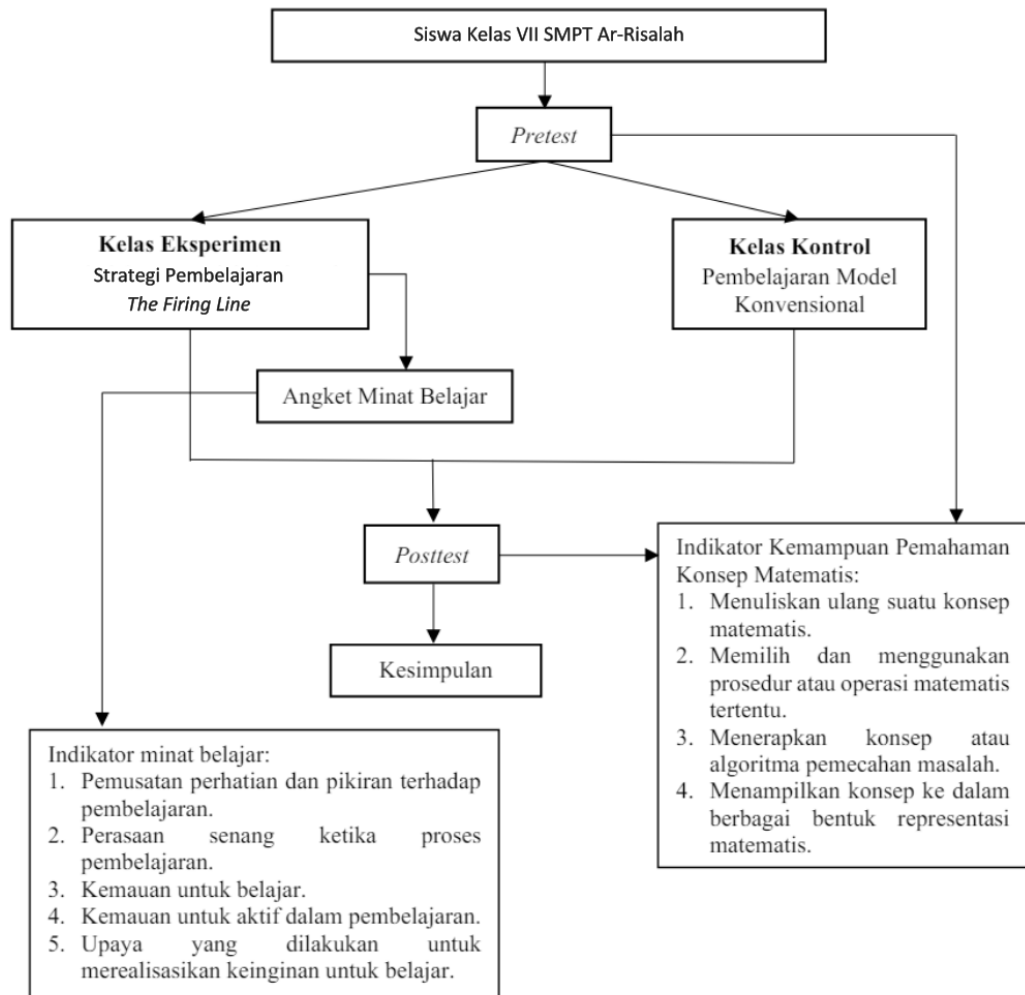 Siswa Kelas VII SMPT Ar-Risalah
Pretest
Kelas Eksperimen
Strategi Pembelajaran
The Firing Line
Kelas Kontrol
Pembelajaran Model
Konvensional
Angket Minat Belajar
Posttest
Kesimpulan
Indikator Kemampuan Pemahaman
Konsep Matematis:
1. Menuliskan ulang suatu konsep
matematis.
2. Memilih dan menggunakan
prosedur atau operasi matematis
tertentu.
3. Menerapkan konsep atau
algoritma pemecahan masalah.
4. Menampilkan konsep ke dalam
berbagai bentuk representasi
matematis.
Indikator minat belajar:
1. Pemusatan perhatian dan pikiran terhadap
pembelajaran.
2. Perasaan senang ketika proses
pembelajaran.
3. Kemauan untuk belajar.
4. Kemauan untuk aktif dalam pembelajaran.
5. Upaya yang dilakukan untuk
merealisasikan keinginan untuk belajar.